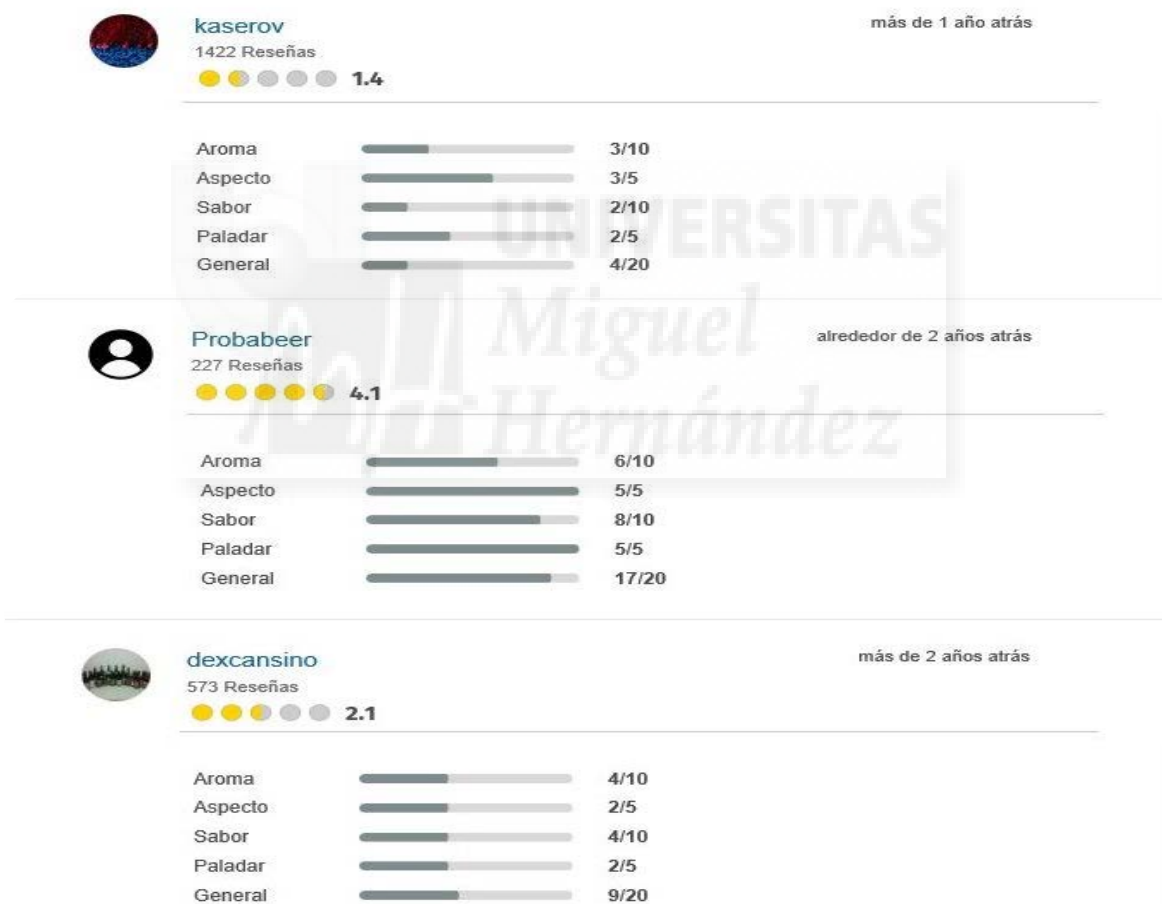 kaserov
más de 1 año atrás
1422 Reseñas
1.4
Aroma 3/10
Aspecto 3/5
Sabor 2/10
Paladar 2/5
General 4/20
UNIVERSITAS
Miguel
Hernández
Probabeer
alrededor de 2 años atrás
227 Reseñas
4.1
Aroma 6/10
Aspecto 5/5
Sabor 8/10
Paladar 5/5
General 17/20
dexcansino
más de 2 años atrás
573 Reseñas
2.1
Aroma 4/10
Aspecto 2/5
Sabor 4/10
Paladar 2/5
General 9/20